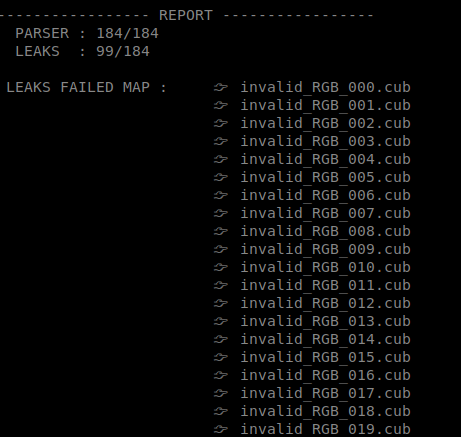 ----------------- REPORT -----------------
PARSER : 184/184
LEAKS  : 99/184
LEAKS FAILED MAP :      👉 invalid_RGB_000.cub
👉 invalid_RGB_001.cub
👉 invalid_RGB_002.cub
👉 invalid_RGB_003.cub
👉 invalid_RGB_004.cub
👉 invalid_RGB_005.cub
👉 invalid_RGB_006.cub
👉 invalid_RGB_007.cub
👉 invalid_RGB_008.cub
👉 invalid_RGB_009.cub
👉 invalid_RGB_010.cub
👉 invalid_RGB_011.cub
👉 invalid_RGB_012.cub
👉 invalid_RGB_013.cub
👉 invalid_RGB_014.cub
👉 invalid_RGB_015.cub
👉 invalid_RGB_016.cub
👉 invalid_RGB_017.cub
👉 invalid_RGB_018.cub
👉 invalid_RGB_019.cub